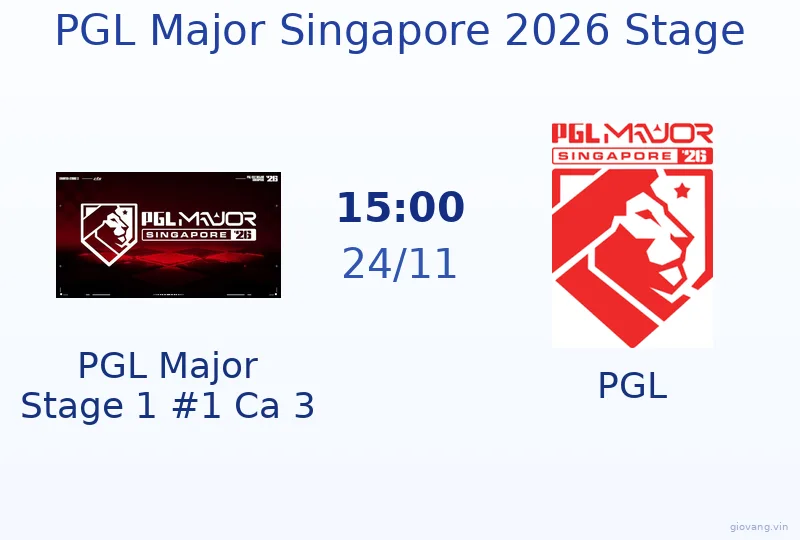 PGL Major Singapore 2026 Stage
PGL MAJOR
SINGAPORE '26
15:00
24/11
PGL MAJOR
SINGAPORE '26
PGL Major
Stage 1 #1 Ca 3
PGL
giovang.vin